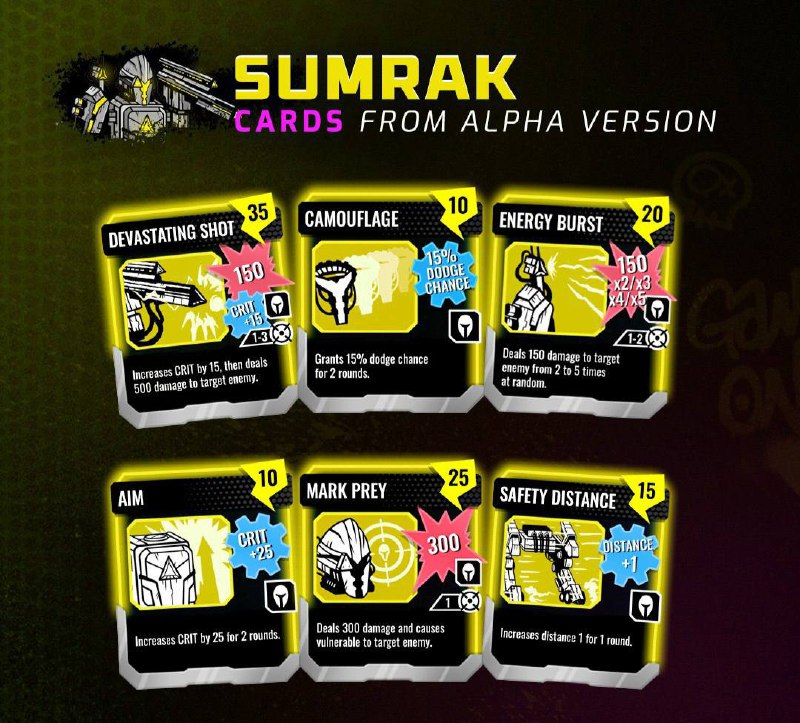 SUMRAK
CARDS FROM ALPHA VERSION
DEVASTATING SHOT
35
150
CRIT
+15
1-3
Increases CRIT by 15, then deals
500 damage to target enemy.
CAMOUFLAGE
10
15%
DODGE
CHANCE
Grants 15% dodge chance
for 2 rounds.
ENERGY BURST
20
150
x2/x3
x4/x5
1-2
Deals 150 damage to target
enemy from 2 to 5 times
at random.
AIM
10
CRIT
+25
Increases CRIT by 25 for 2 rounds.
MARK PREY
25
300
1
Deals 300 damage and causes
vulnerable to target enemy.
SAFETY DISTANCE
15
DISTANCE
+1
Increases distance 1 for 1 round.